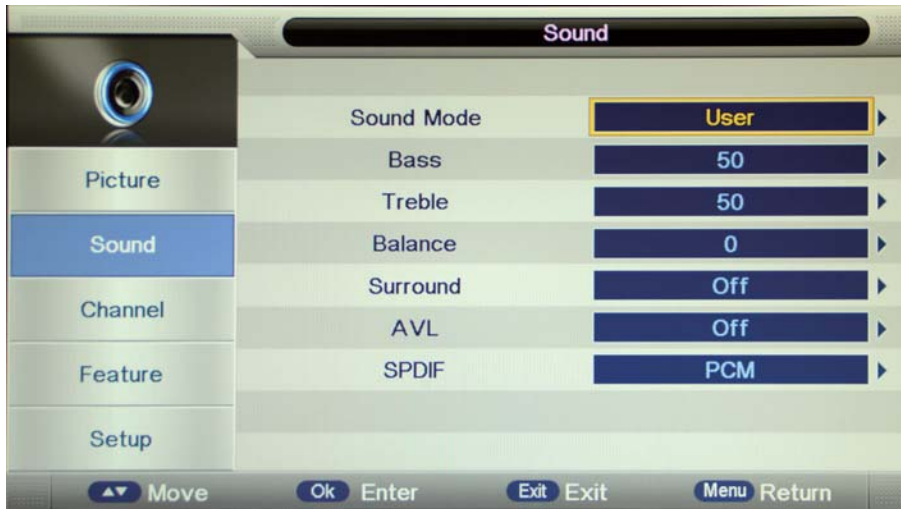 Sound
Sound Mode User
Bass 50
Treble 50
Balance 0
Surround Off
AVL Off
SPDIF PCM
Picture
Sound
Channel
Feature
Setup
Move Ok Enter Exit Exit Menu Return